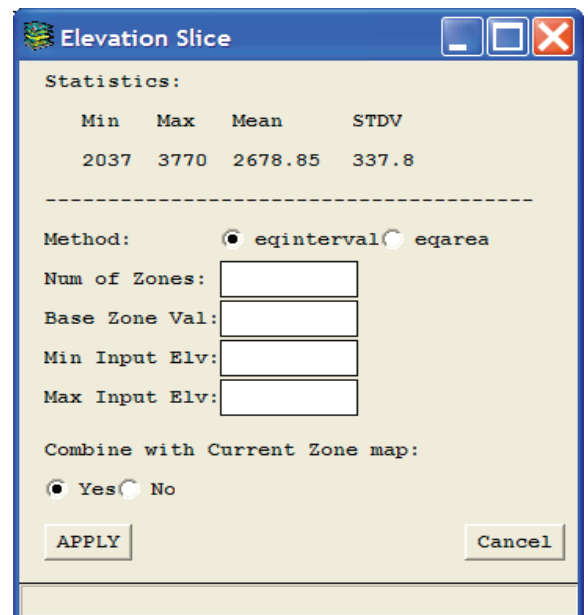 Elevation Slice
Statistics:
Min Max Mean STDV
2037 3770 2678.85 337.8
----------------------------------------
Method: eqinterval eqarea
Num of Zones:
Base Zone Val:
Min Input Elv:
Max Input Elv:
Combine with Current Zone map:
Yes No
APPLY Cancel